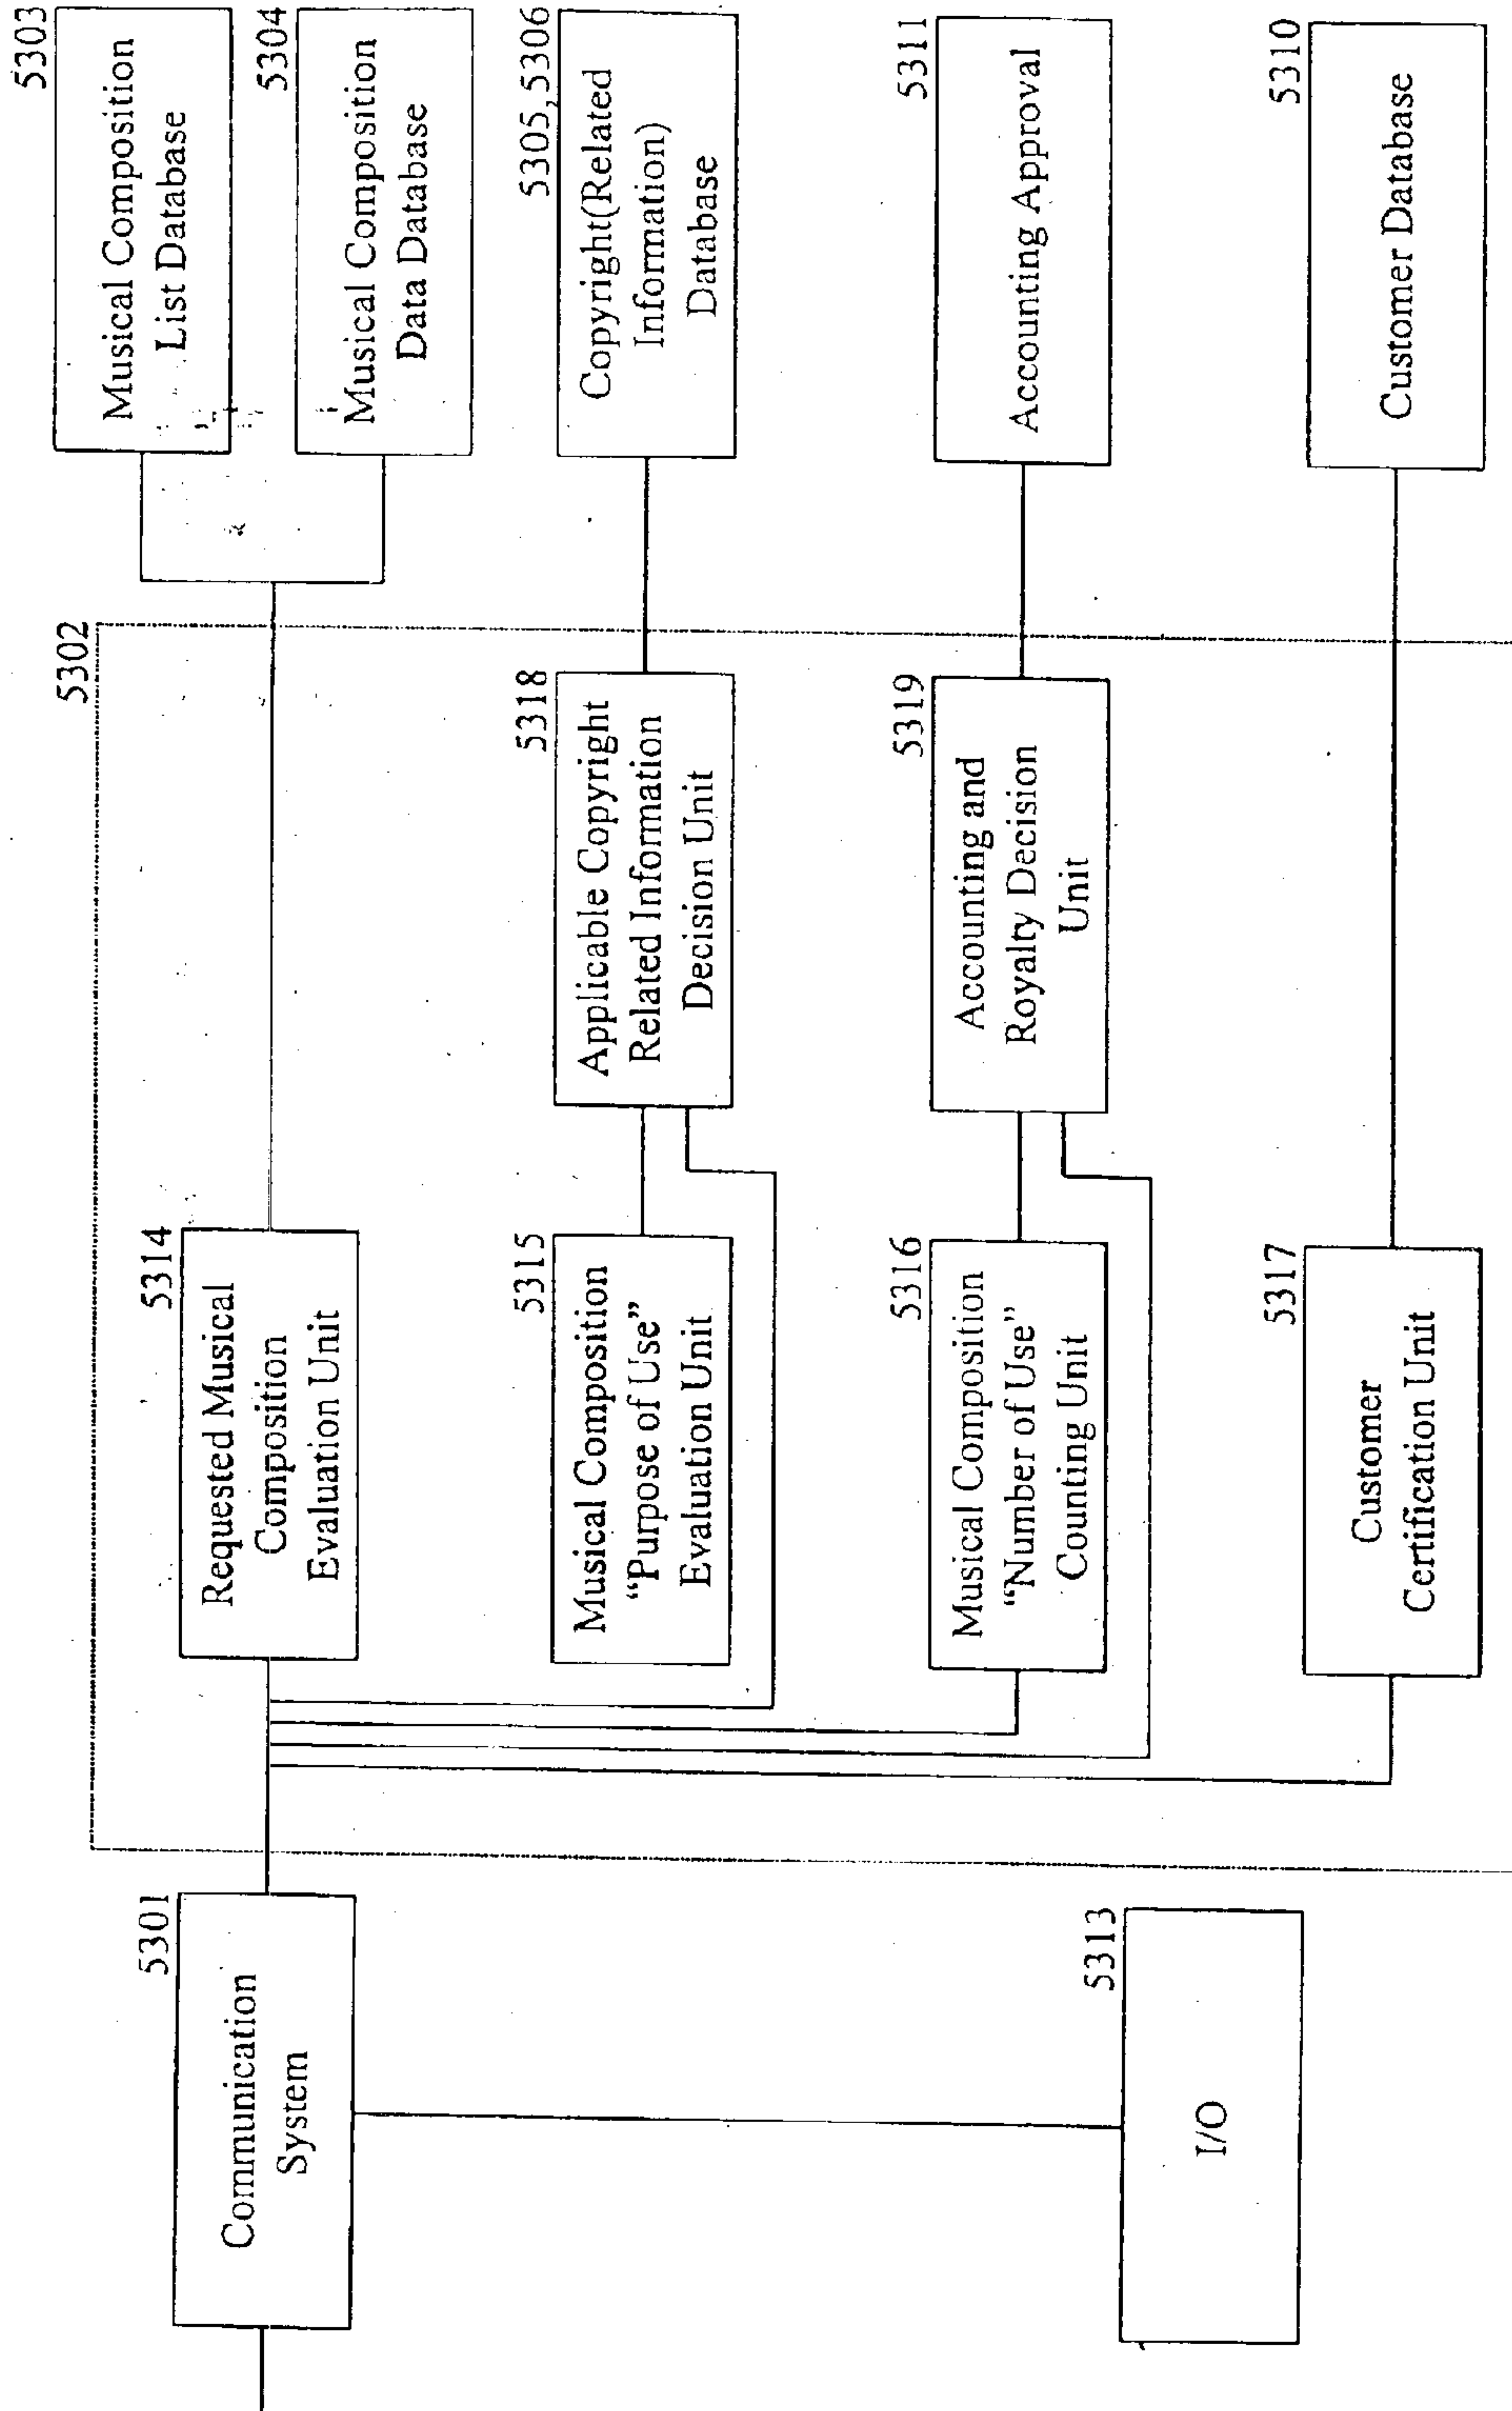 5301
Communication
System
5313
I/O
5302
5314
Requested Musical
Composition
Evaluation Unit
5315
Musical Composition
“Purpose of Use”
Evaluation Unit
5316
Musical Composition
“Number of Use”
Counting Unit
5317
Customer
Certification Unit
5318
Applicable Copyright
Related Information
Decision Unit
5319
Accounting and
Royalty Decision
Unit
5303
Musical Composition
List Database
5304
Musical Composition
Data Database
5305,5306
Copyright(Related
Information)
Database
5311
Accounting Approval
5310
Customer Database